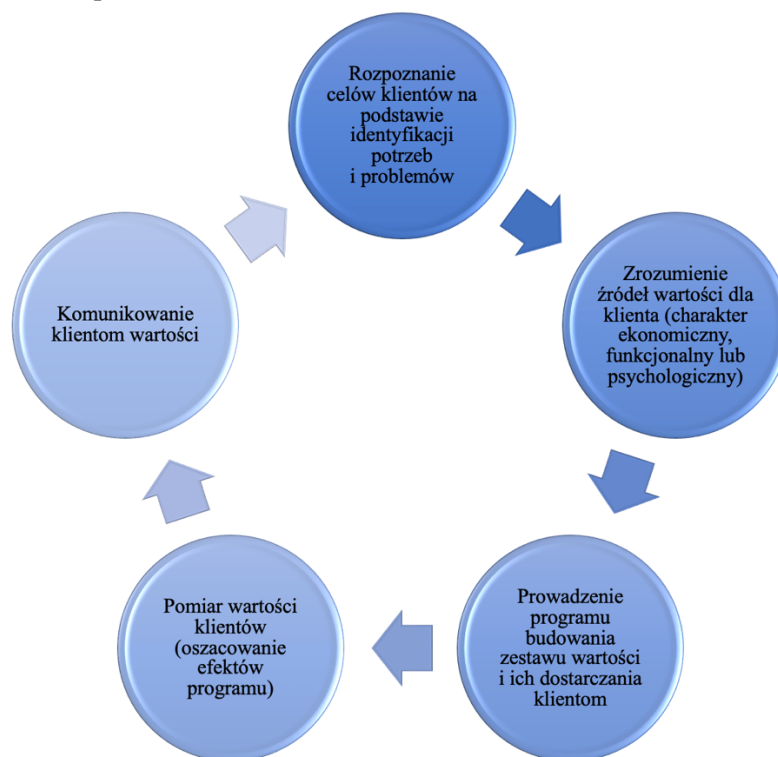 Rozpoznanie
celów klientów na
podstawie
identyfikacji
potrzeb
i problemów
Zrozumienie
źródeł wartości dla
klienta (charakter
ekonomiczny,
funkcjonalny lub
psychologiczny)
Prowadzenie
programu
budowania
zestawu wartości
i ich dostarczania
klientom
Pomiar wartości
klientów
(oszacowanie
efektów
programu)
Komunikowanie
klientom wartości